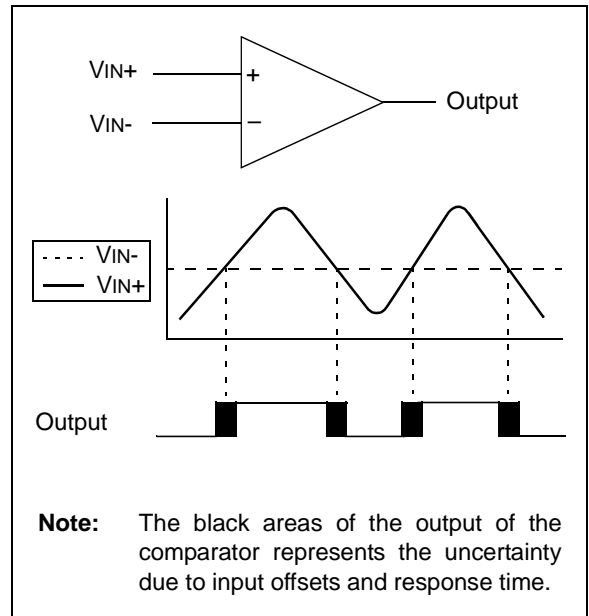 VIN+
+
Output
VIN-
–
VIN-
VIN+
Output
Note: The black areas of the output of the
comparator represents the uncertainty
due to input offsets and response time.